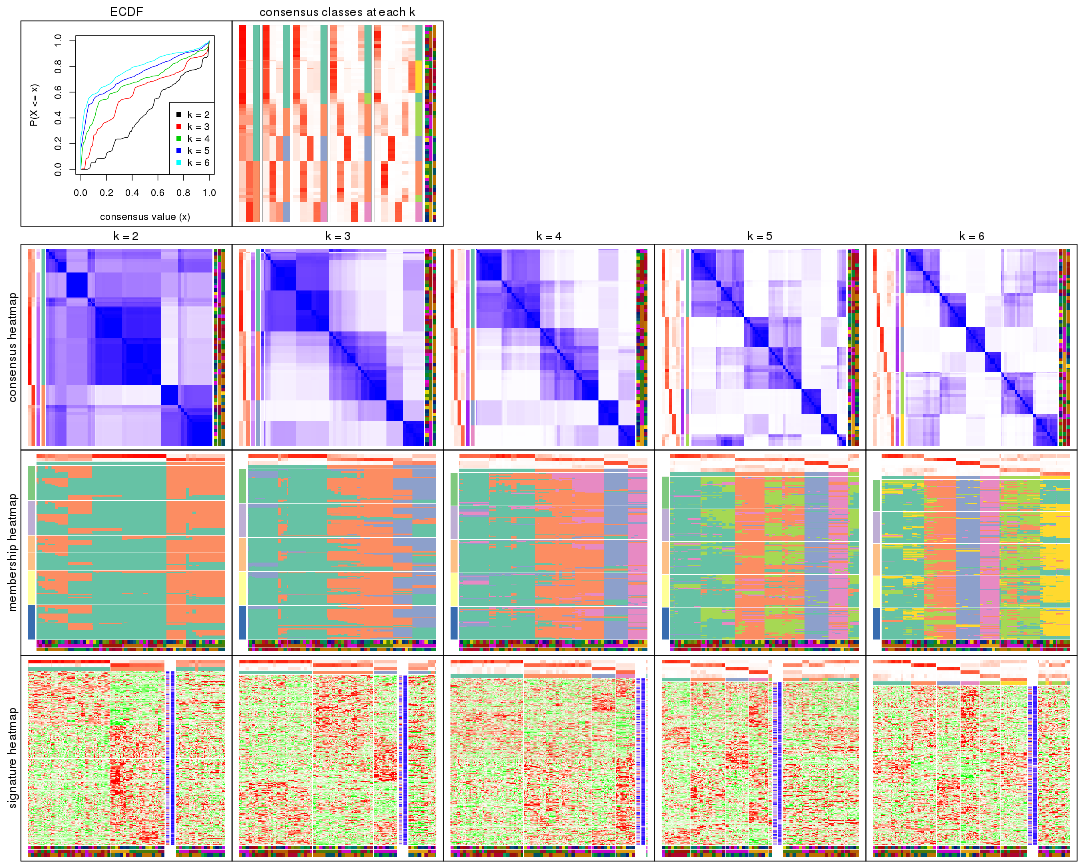 ECDF
consensus classes at each k
P(X <= x)
1.0
0.8
0.6
0.4
0.2
0.0
k = 2
k = 3
k = 4
k = 5
k = 6
0.0 0.2 0.4 0.6 0.8 1.0
consensus value (x)
k = 2
k = 3
k = 4
k = 5
k = 6
consensus heatmap
membership heatmap
signature heatmap